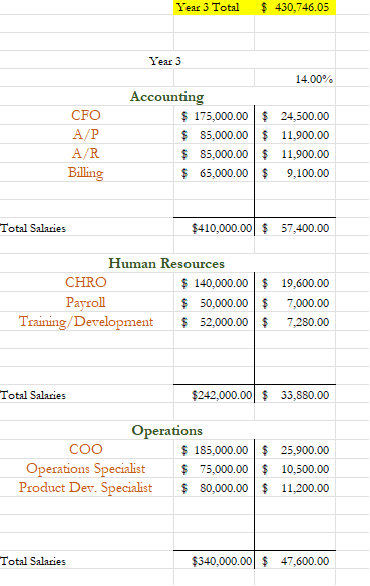 Year 3 Total $ 430,746.05
Year 3
14.00%
Accounting
CFO $ 175,000.00 $ 24,500.00
A/P $ 85,000.00 $ 11,900.00
A/R $ 85,000.00 $ 11,900.00
Billing $ 65,000.00 $ 9,100.00
Total Salaries $410,000.00 $ 57,400.00
Human Resources
CHRO $ 140,000.00 $ 19,600.00
Payroll $ 50,000.00 $ 7,000.00
Training/Development $ 52,000.00 $ 7,280.00
Total Salaries $242,000.00 $ 33,880.00
Operations
COO $ 185,000.00 $ 25,900.00
Operations Specialist $ 75,000.00 $ 10,500.00
Product Dev. Specialist $ 80,000.00 $ 11,200.00
Total Salaries $340,000.00 $ 47,600.00